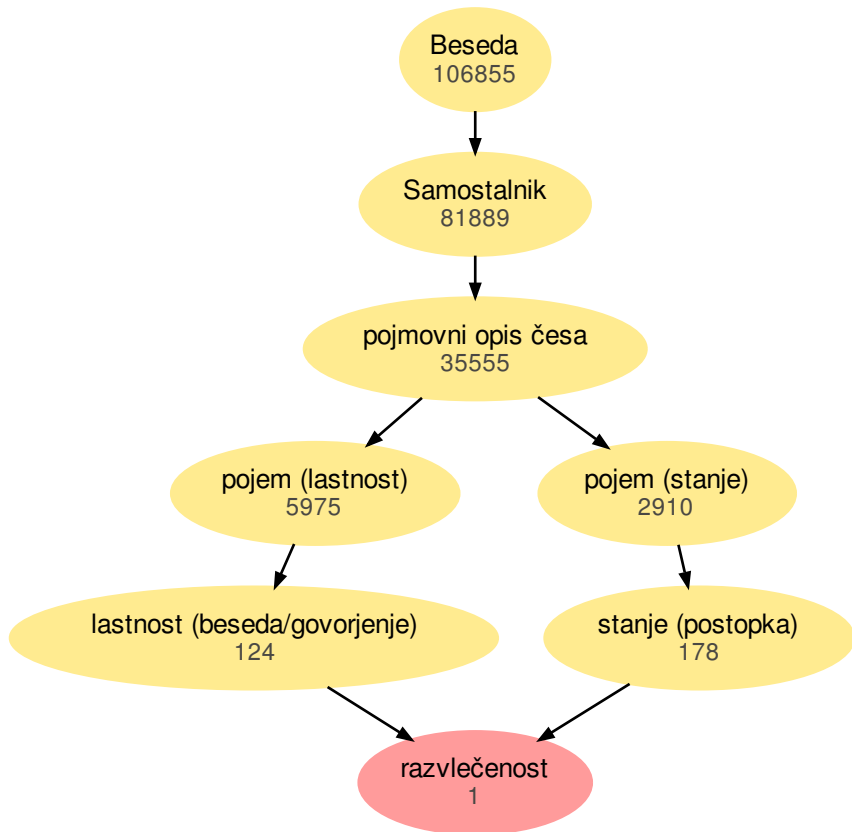 Beseda
106855
Samostalnik
81889
pojmovni opis česa
35555
pojem (lastnost)
5975
pojem (stanje)
2910
lastnost (beseda/govorjenje)
124
stanje (postopka)
178
razvlečenost
1